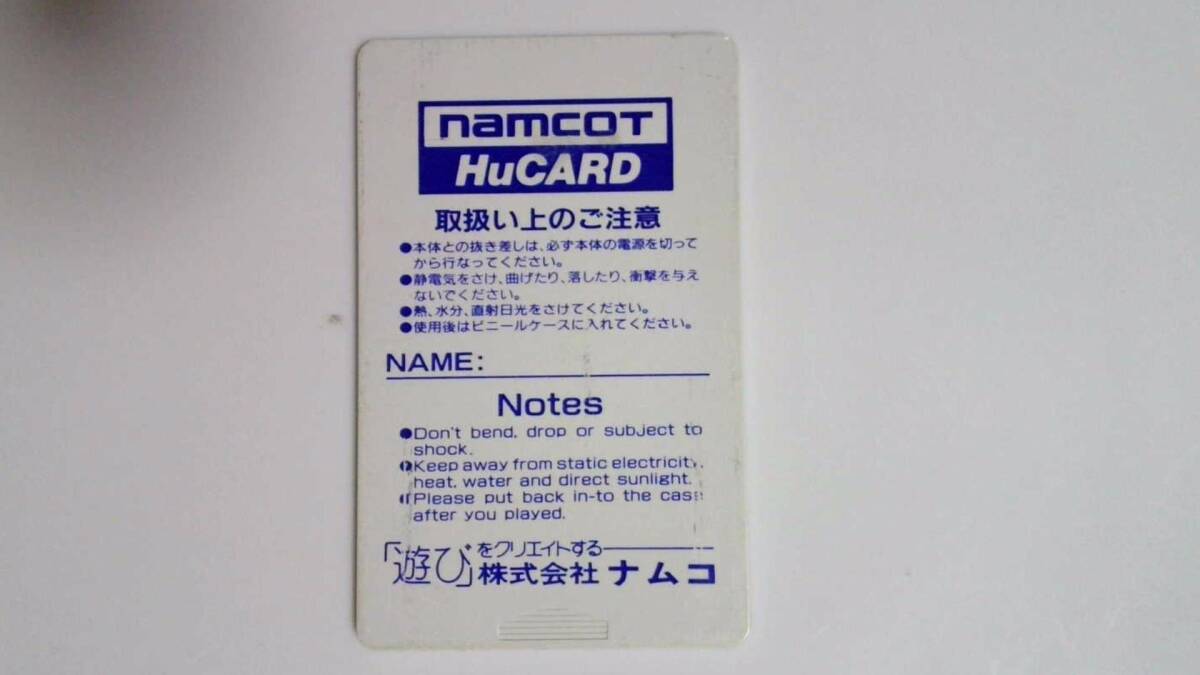 namcot
HuCARD
取扱い上のご注意
●本体との抜き差しは、必ず本体の電源を切って
から行なってください。
●静電気をさけ、曲げたり、落したり、衝撃を与え
ないでください。
●熱、水分、直射日光をさけてください。
●使用後はビニールケースに入れてください。
NAME:
Notes
●Don't bend, drop or subject to
shock.
●Keep away from static electricity,
heat, water and direct sunlight.
●Please put back in-to the case
after you played.
「遊び」をクリエイトする
株式会社 ナムコ